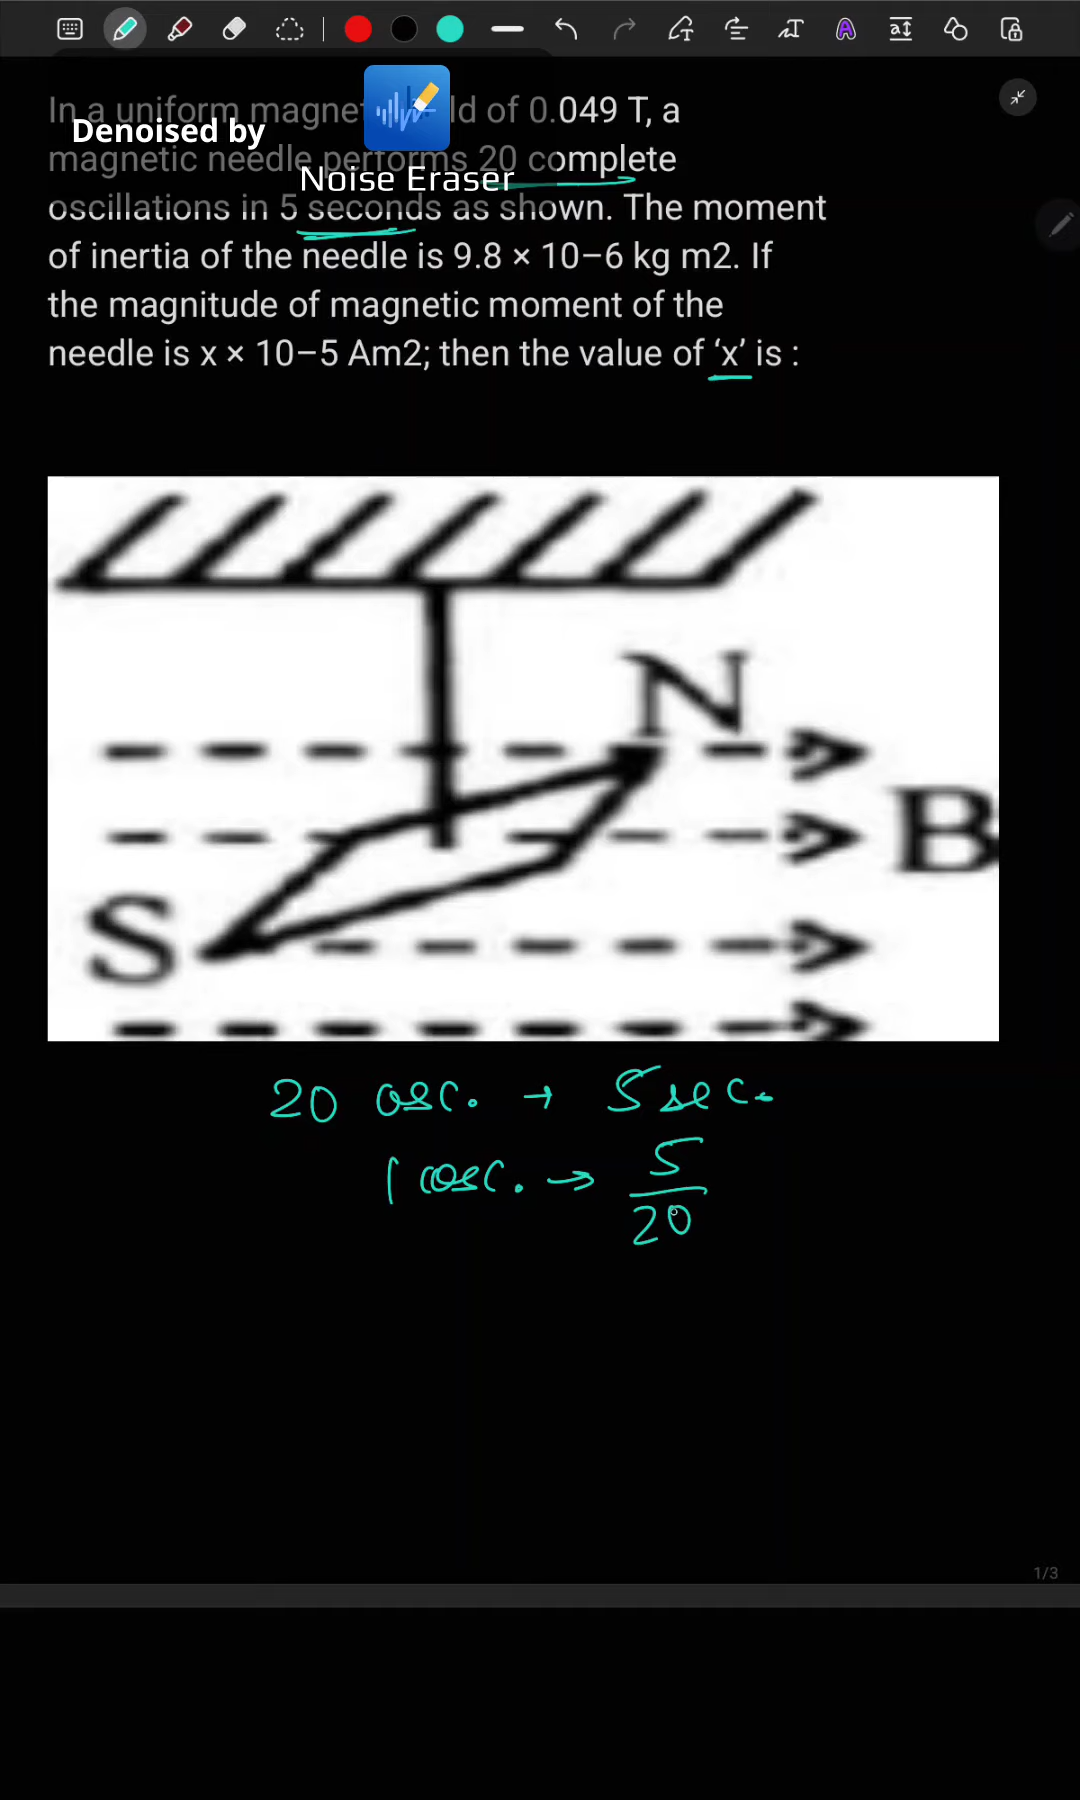 In a uniform magne ld of 0.049 T, a
Denoised by
magnetic needle performs 20 complete
Noise Eraser
oscillations in 5 seconds as shown. The moment
of inertia of the needle is 9.8 × 10–6 kg m2. If
the magnitude of magnetic moment of the
needle is x × 10–5 Am2; then the value of ‘x’ is :
N
B
S
20 osc. → 5 sec.
1 osc. → 5/20
1/3